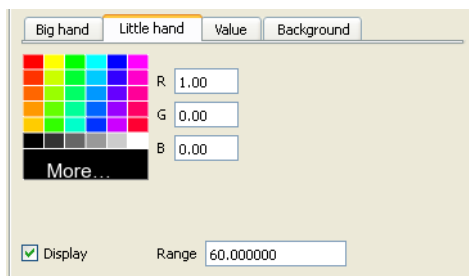 Big hand Little hand Value Background
R 1.00
G 0.00
B 0.00
More...
Display Range 60.000000